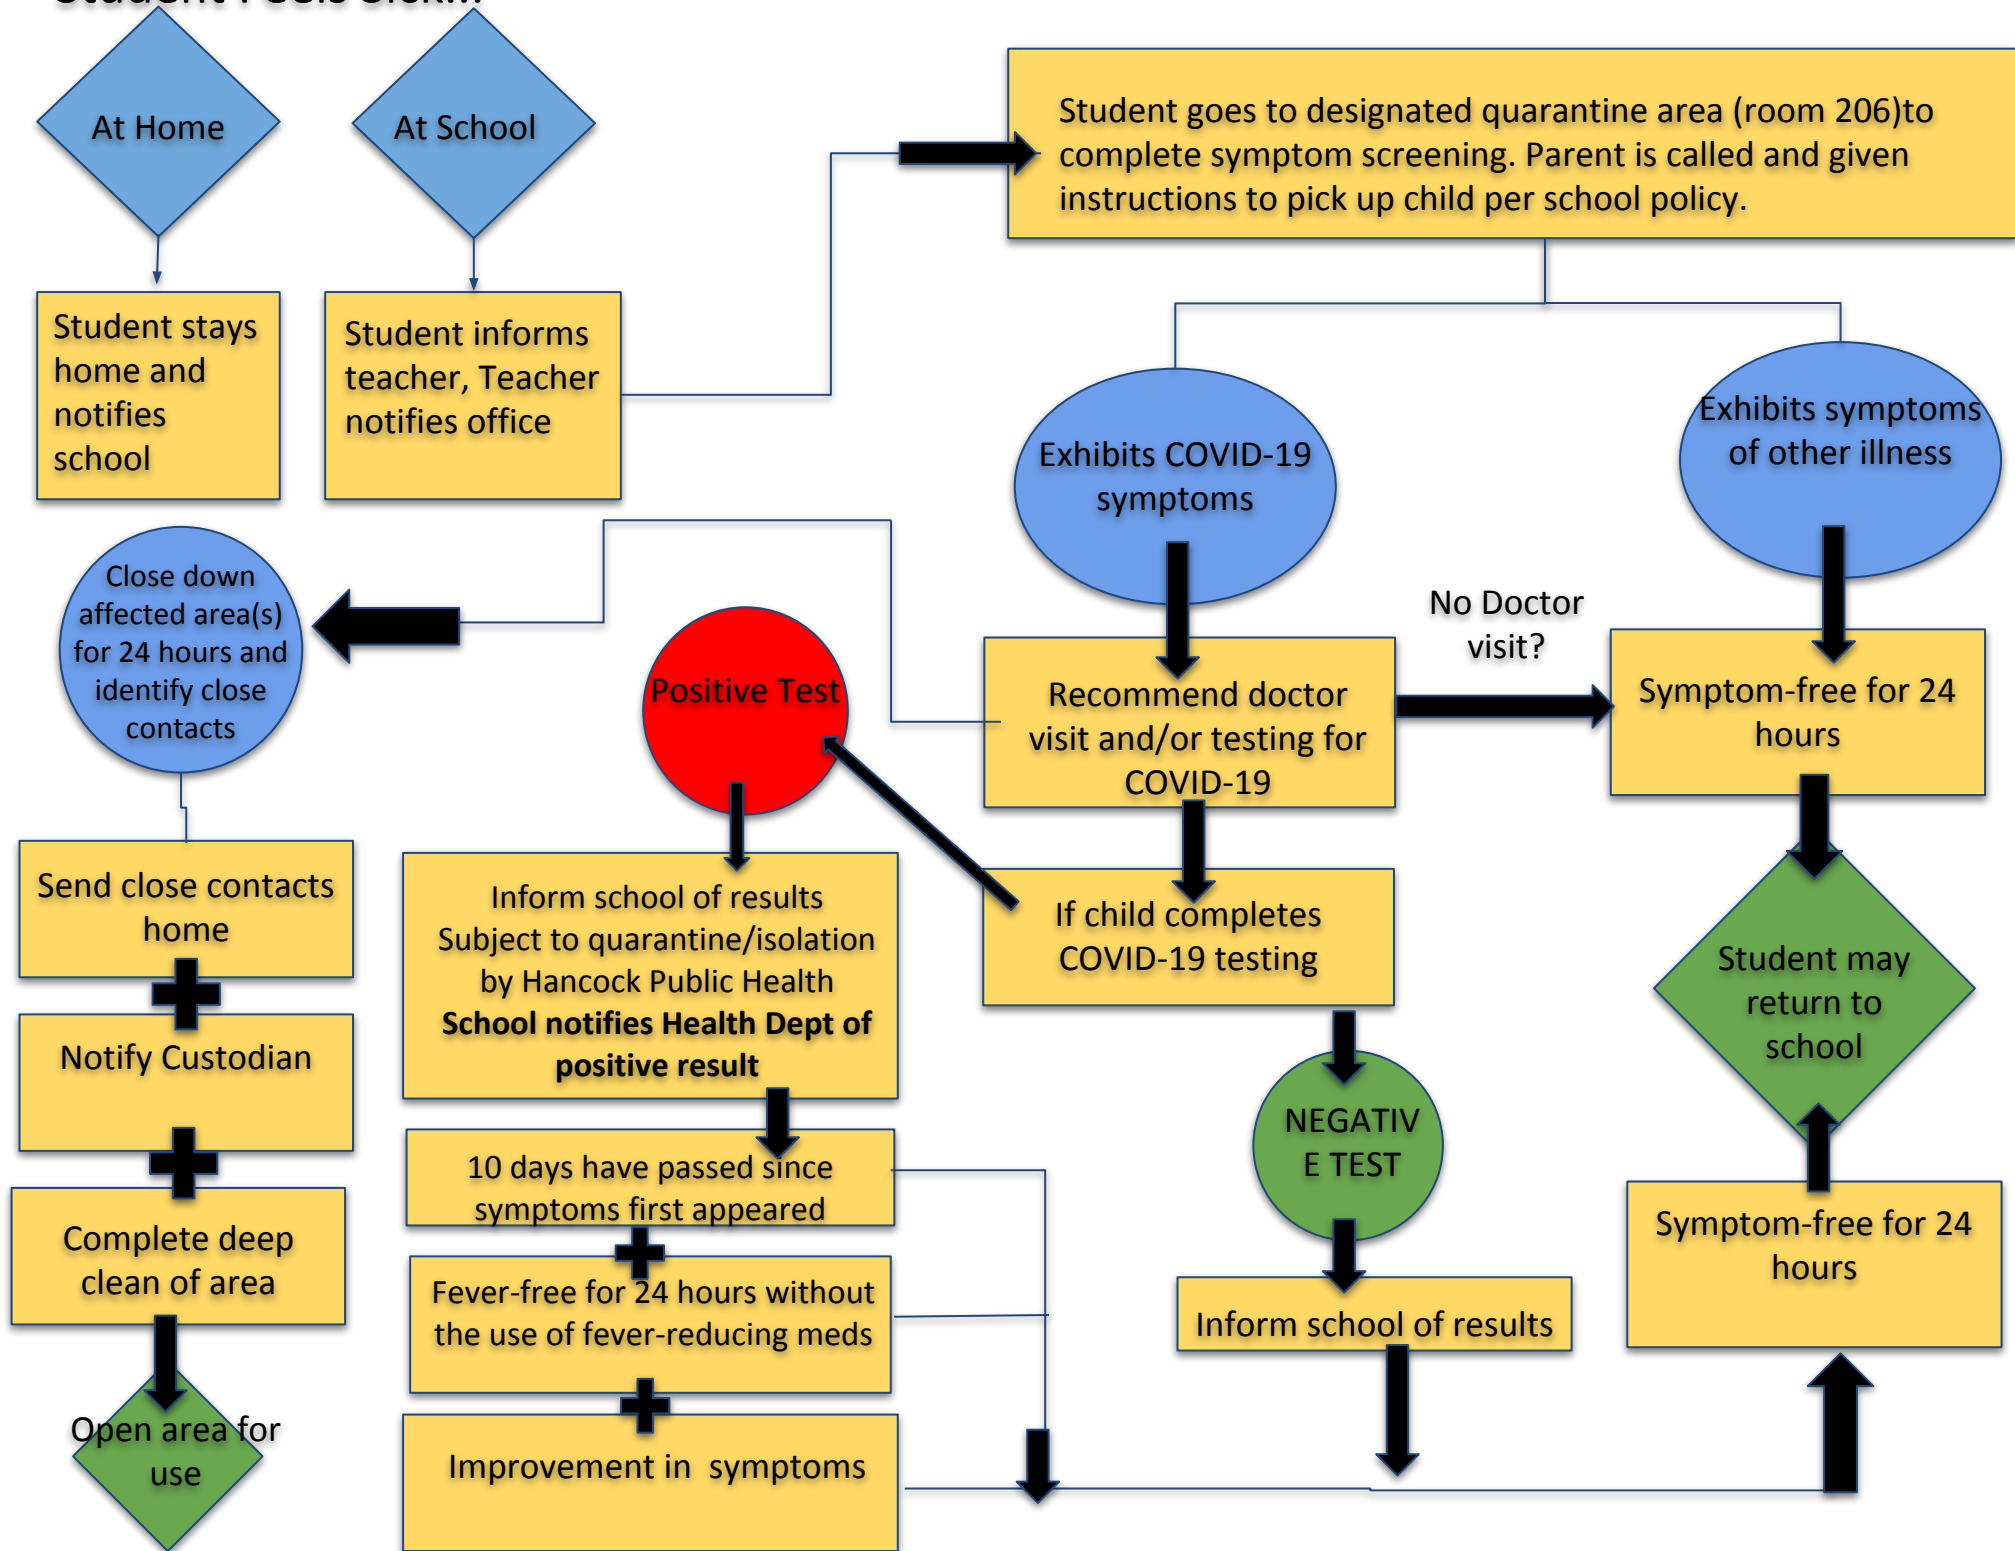 Student Feels Sick...
At Home
At School
Student goes to designated quarantine area (room 206)to
complete symptom screening. Parent is called and given
instructions to pick up child per school policy.
Student stays
home and
notifies
school
Student informs
teacher, Teacher
notifies office
Exhibits COVID-19
symptoms
Exhibits symptoms
of other illness
Close down
affected area(s)
for 24 hours and
identify close
contacts
Positive Test
Recommend doctor
visit and/or testing for
COVID-19
No Doctor
visit?
Symptom-free for 24
hours
Send close contacts
home
Inform school of results
Subject to quarantine/isolation
by Hancock Public Health
School notifies Health Dept of
positive result
If child completes
COVID-19 testing
Student may
return to
school
Notify Custodian
NEGATIV
E TEST
10 days have passed since
symptoms first appeared
Complete deep
clean of area
Fever-free for 24 hours without
the use of fever-reducing meds
Inform school of results
Symptom-free for 24
hours
Open area for
use
Improvement in  symptoms